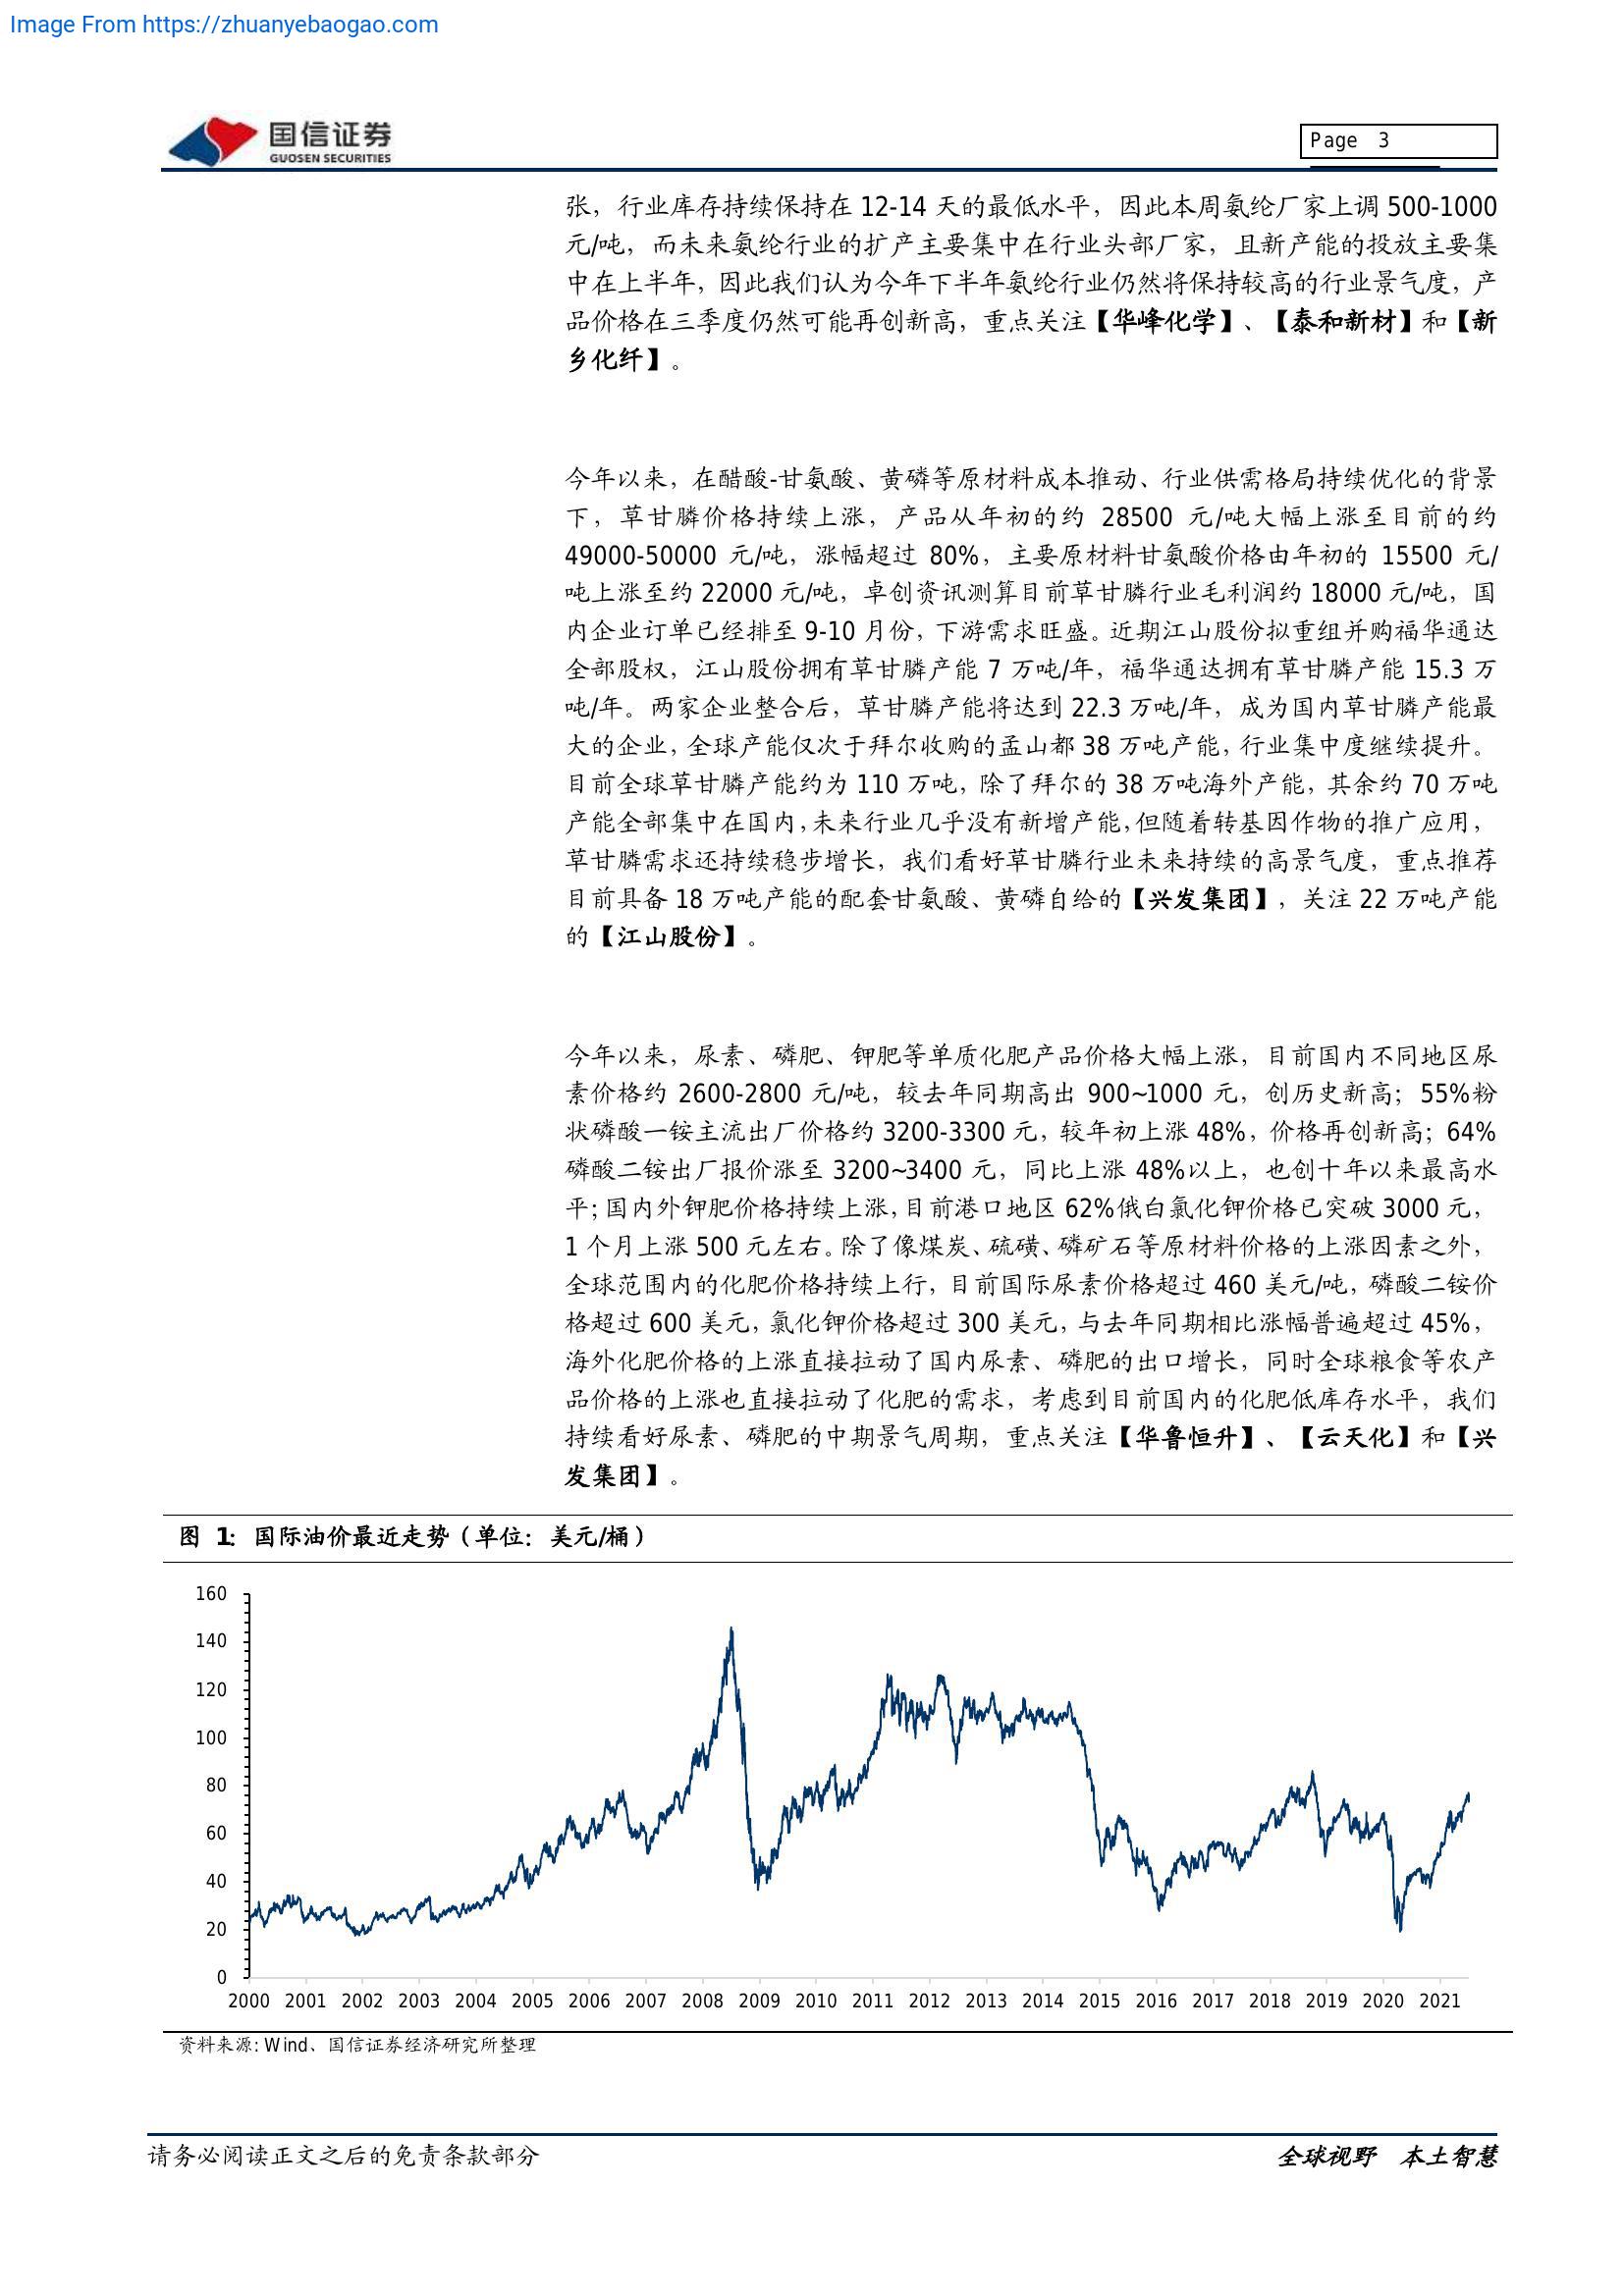 Image From https://zhuanyebaogao.com
国信证券
GUOSEN SECURITIES
Page 3
张，行业库存持续保持在 12-14 天的最低水平，因此本周氨纶厂家上调 500-1000
元/吨，而未来氨纶行业的扩产主要集中在行业头部厂家，且新产能的投放主要集
中在上半年，因此我们认为今年下半年氨纶行业仍然将保持较高的行业景气度，产
品价格在三季度仍然可能再创新高，重点关注【华峰化学】、【泰和新材】和【新
乡化纤】。
今年以来，在醋酸-甘氨酸、黄磷等原材料成本推动、行业供需格局持续优化的背景
下，草甘膦价格持续上涨，产品从年初的约 28500 元/吨大幅上涨至目前的约
49000-50000 元/吨，涨幅超过 80%，主要原材料甘氨酸价格由年初的 15500 元/
吨上涨至约 22000 元/吨，卓创资讯测算目前草甘膦行业毛利润约 18000 元/吨，国
内企业订单已经排至 9-10 月份，下游需求旺盛。近期江山股份拟重组并购福华通达
全部股权，江山股份拥有草甘膦产能 7 万吨/年，福华通达拥有草甘膦产能 15.3 万
吨/年。两家企业整合后，草甘膦产能将达到 22.3 万吨/年，成为国内草甘膦产能最
大的企业，全球产能仅次于拜尔收购的孟山都 38 万吨产能，行业集中度继续提升。
目前全球草甘膦产能约为 110 万吨，除了拜尔的 38 万吨海外产能，其余约 70 万吨
产能全部集中在国内，未来行业几乎没有新增产能，但随着转基因作物的推广应用，
草甘膦需求还持续稳步增长，我们看好草甘膦行业未来持续的高景气度，重点推荐
目前具备 18 万吨产能的配套甘氨酸、黄磷自给的【兴发集团】，关注 22 万吨产能
的【江山股份】。
今年以来，尿素、磷肥、钾肥等单质化肥产品价格大幅上涨，目前国内不同地区尿
素价格约 2600-2800 元/吨，较去年同期高出 900~1000 元，创历史新高；55%粉
状磷酸一铵主流出厂价格约 3200-3300 元，较年初上涨 48%，价格再创新高；64%
磷酸二铵出厂报价涨至 3200~3400 元，同比上涨 48%以上，也创十年以来最高水
平；国内外钾肥价格持续上涨，目前港口地区 62%俄白氯化钾价格已突破 3000 元，
1 个月上涨 500 元左右。除了像煤炭、硫磺、磷矿石等原材料价格的上涨因素之外，
全球范围内的化肥价格持续上行，目前国际尿素价格超过 460 美元/吨，磷酸二铵价
格超过 600 美元，氯化钾价格超过 300 美元，与去年同期相比涨幅普遍超过 45%，
海外化肥价格的上涨直接拉动了国内尿素、磷肥的出口增长，同时全球粮食等农产
品价格的上涨也直接拉动了化肥的需求，考虑到目前国内的化肥低库存水平，我们
持续看好尿素、磷肥的中期景气周期，重点关注【华鲁恒升】、【云天化】和【兴
发集团】。
图 1：国际油价最近走势（单位：美元/桶）
160
140
120
100
80
60
40
20
0
2000 2001 2002 2003 2004 2005 2006 2007 2008 2009 2010 2011 2012 2013 2014 2015 2016 2017 2018 2019 2020 2021
资料来源: Wind、国信证券经济研究所整理
请务必阅读正文之后的免责条款部分
全球视野 本土智慧